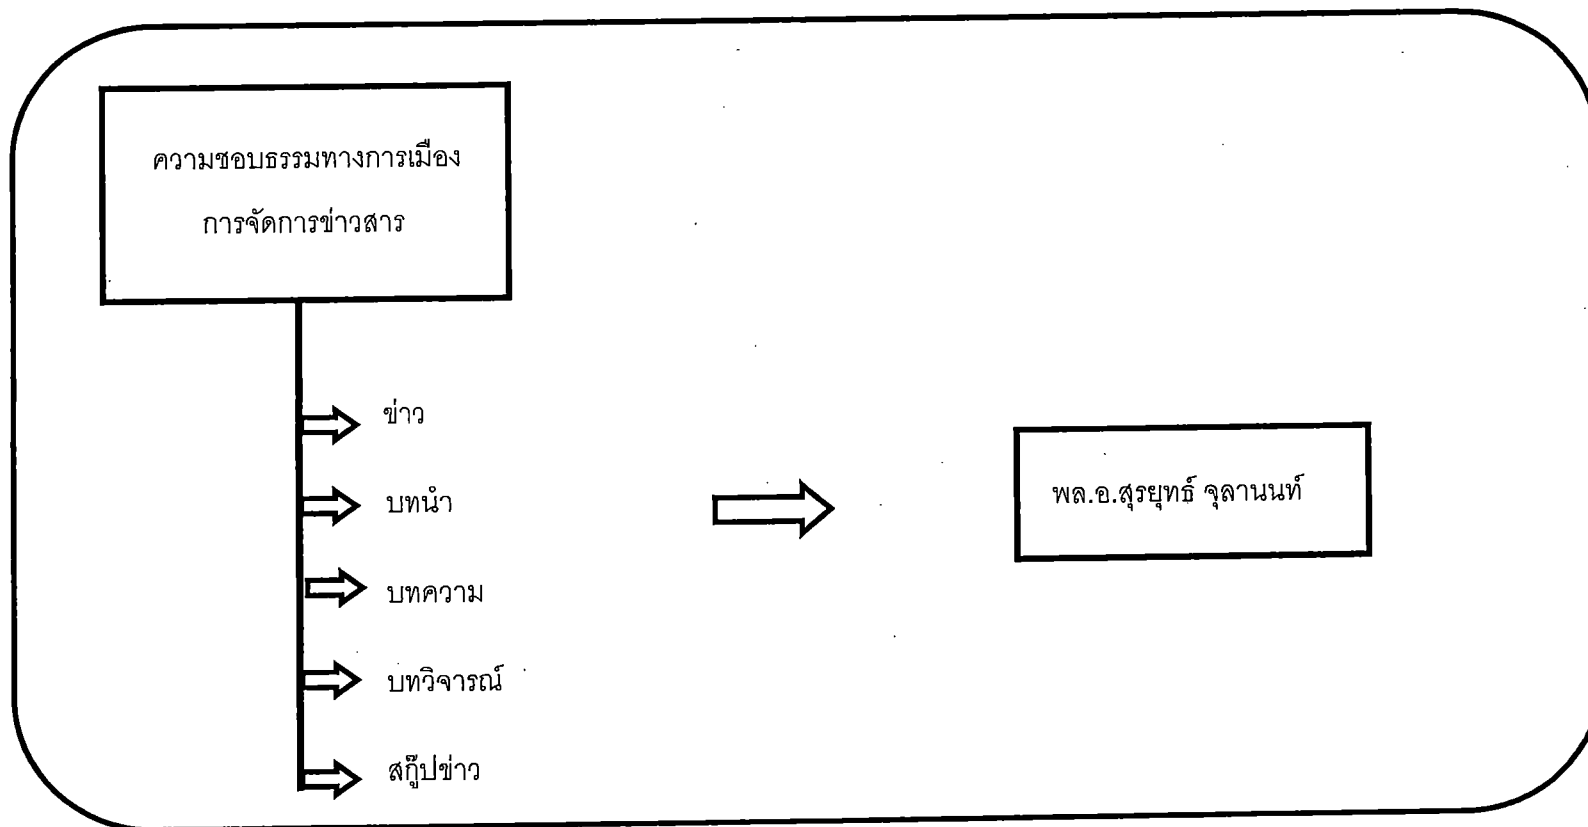 ความชอบธรรมทางการเมือง
การจัดการข่าวสาร
ข่าว
บทนำ
บทความ
บทวิจารณ์
สกู๊ปข่าว
พล.อ.สุรยุทธ์ จุลานนท์